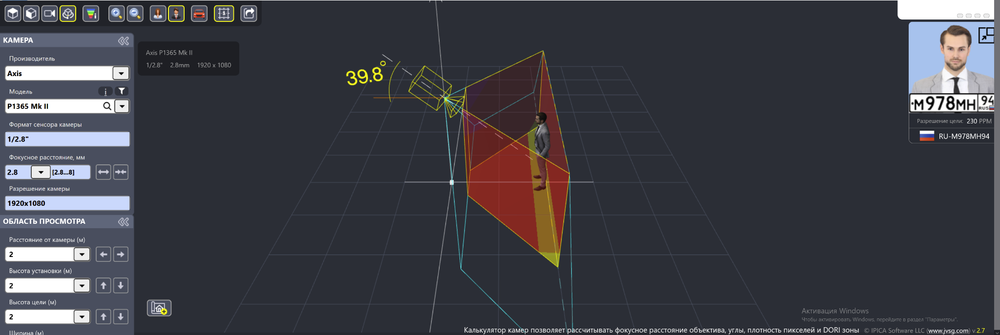 КАМЕРА
Производитель
Axis
Модель
i
P1365 Mk II
Формат сенсора камеры
1/2.8"
Фокусное расстояние, мм
2.8
[2.8...8]
Разрешение камеры
1920x1080
ОБЛАСТЬ ПРОСМОТРА
Расстояние от камеры (м)
2
Высота установки (м)
2
Высота цели (м)
2
Ширина (м)
Axis P1365 Mk II
1/2.8" 2.8mm 1920 x 1080
39.8°
1
м978мн 94
RUS
Разрешение цели: 230 PPM
RU-M978MH94
Активация Windows
Чтобы активировать Windows, перейдите в раздел "Параметры".
Калькулятор камер позволяет рассчитывать фокусное расстояние объектива, углы, плотность пикселей и DORI зоны © IPICA Software LLC (www.jvsg.com) v.2.7